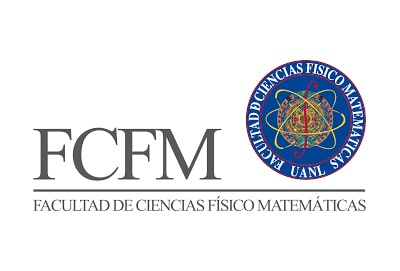 FCFM
FACULTAD DE CIENCIAS FISICO MATEMATICAS
UANL
FACULTAD DE CIENCIAS FÍSICO MATEMÁTICAS